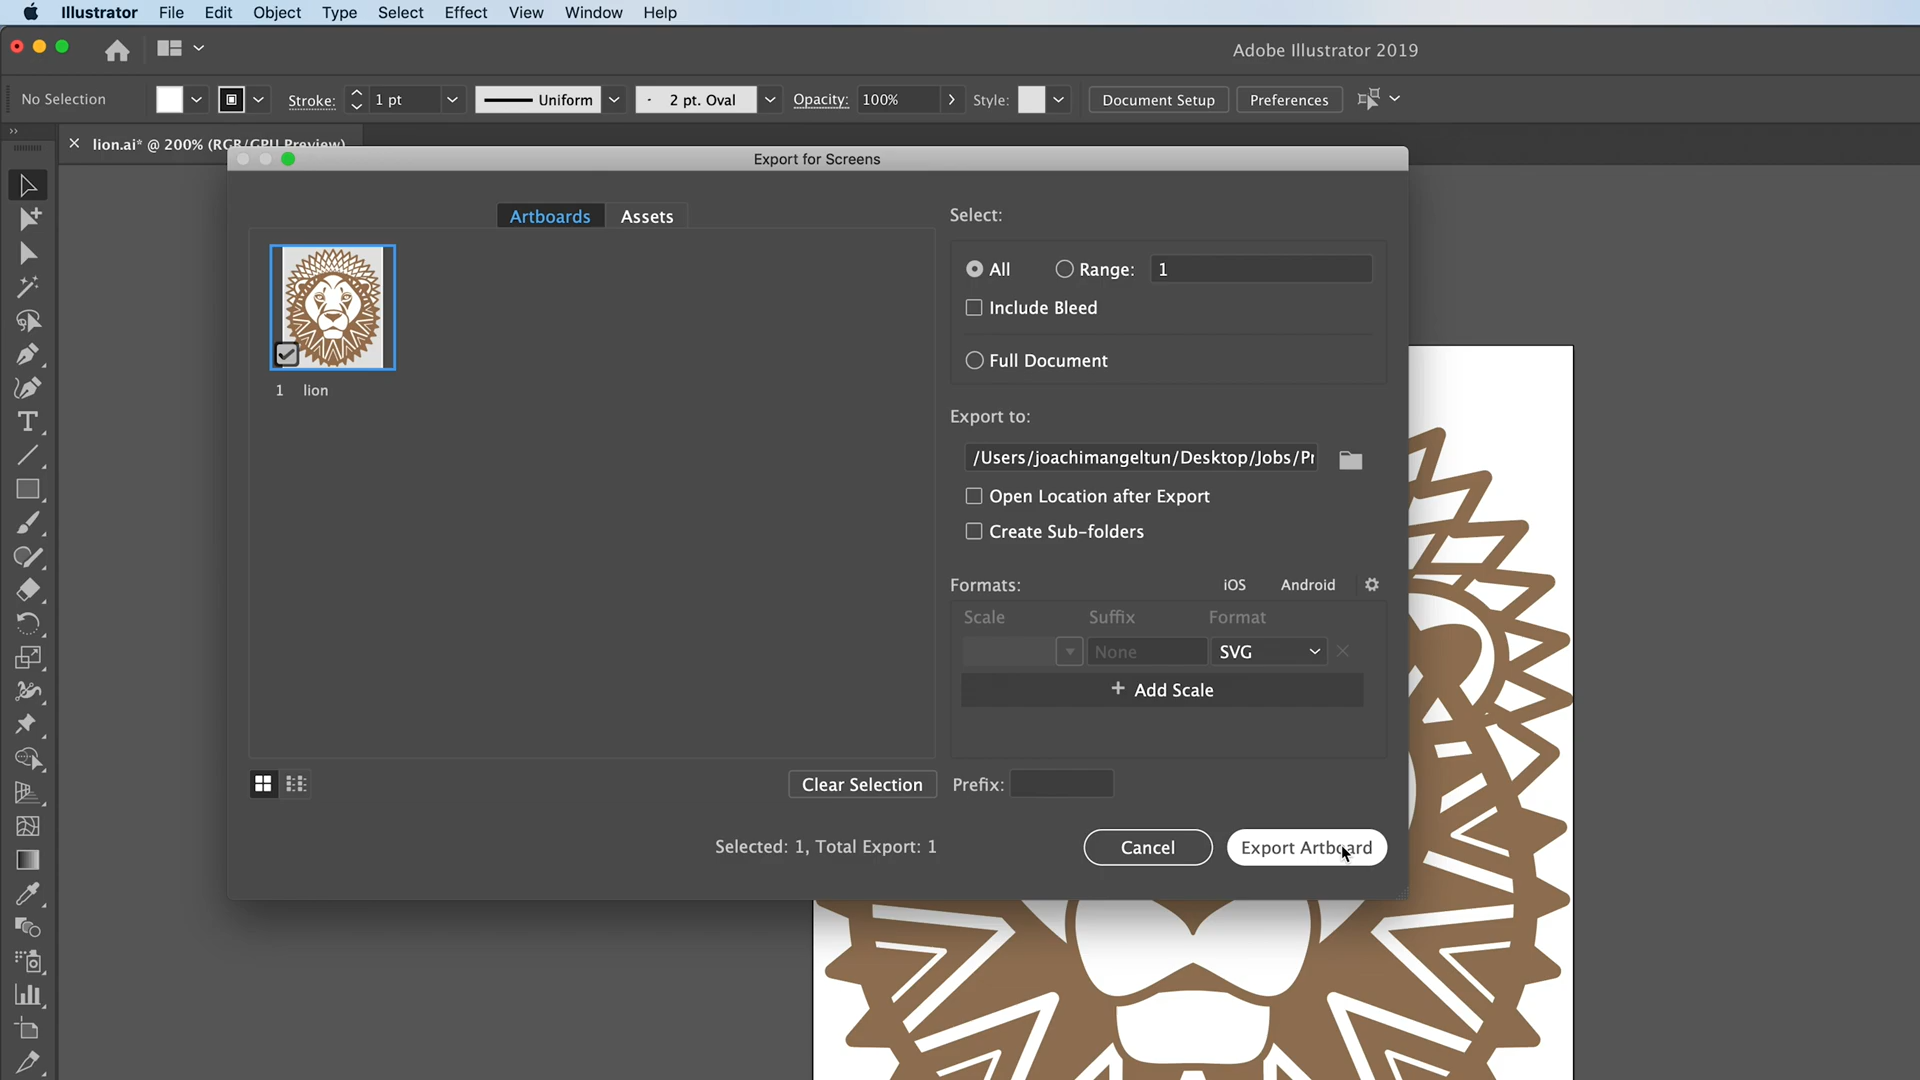 Illustrator File Edit Object Type Select Effect View Window Help
Adobe Illustrator 2019
No Selection Stroke: 1 pt Uniform 2 pt. Oval Opacity: 100% Style: Document Setup Preferences
lion.ai* @ 200% (RGB/GPU Preview)
Export for Screens
Artboards Assets
1 lion
Select:
All Range: 1
Include Bleed
Full Document
Export to:
/Users/joachimangeltun/Desktop/Jobs/Pr
Open Location after Export
Create Sub-folders
Formats: iOS Android
Scale Suffix Format
None SVG
+ Add Scale
Clear Selection Prefix:
Selected: 1, Total Export: 1 Cancel Export Artboard